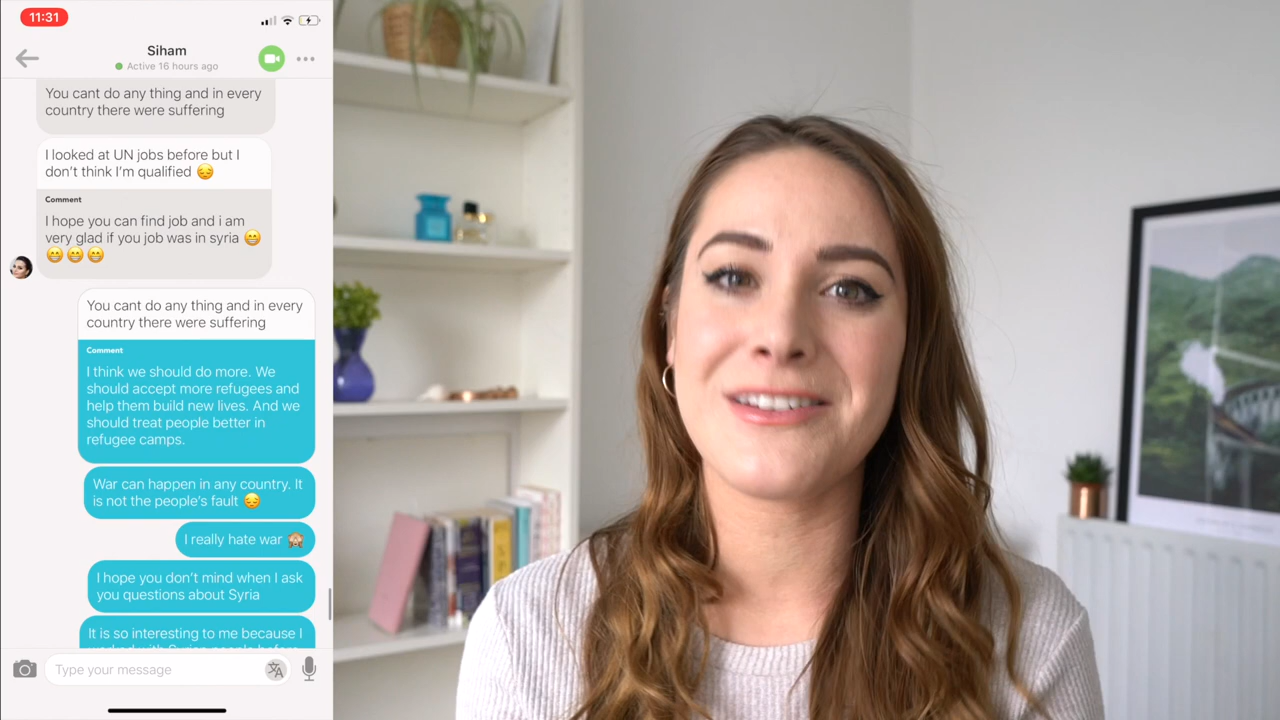 11:31
Siham
Active 16 hours ago
You cant do any thing and in every
country there were suffering
I looked at UN jobs before but I
don't think I'm qualified 😔
Comment
I hope you can find job and i am
very glad if you job was in syria 😁
😁😁😁
You cant do any thing and in every
country there were suffering
Comment
I think we should do more. We
should accept more refugees and
help them build new lives. And we
should treat people better in
refugee camps.
War can happen in any country. It
is not the people's fault 😔
I really hate war 🙈
I hope you don't mind when I ask
you questions about Syria
It is so interesting to me because I
worked with Syrian people before
Type your message